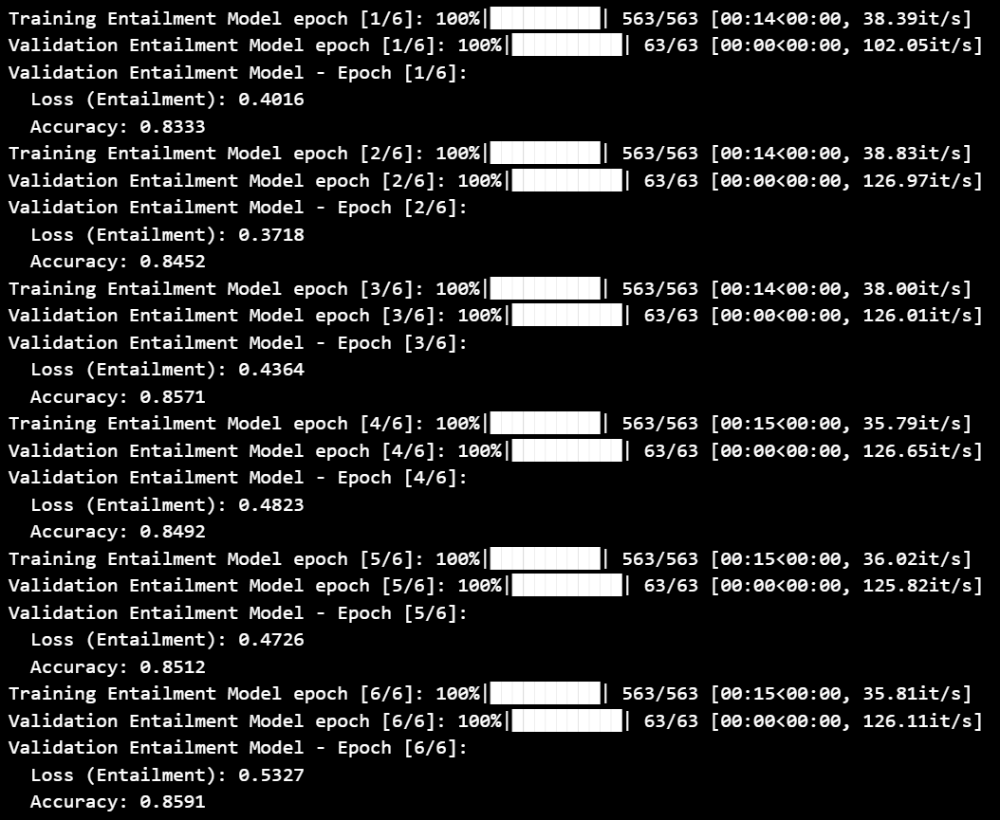 Training Entailment Model epoch [1/6]: 100%|██████████| 563/563 [00:14<00:00, 38.39it/s]
Validation Entailment Model epoch [1/6]: 100%|██████████| 63/63 [00:00<00:00, 102.05it/s]
Validation Entailment Model - Epoch [1/6]:
  Loss (Entailment): 0.4016
  Accuracy: 0.8333
Training Entailment Model epoch [2/6]: 100%|██████████| 563/563 [00:14<00:00, 38.83it/s]
Validation Entailment Model epoch [2/6]: 100%|██████████| 63/63 [00:00<00:00, 126.97it/s]
Validation Entailment Model - Epoch [2/6]:
  Loss (Entailment): 0.3718
  Accuracy: 0.8452
Training Entailment Model epoch [3/6]: 100%|██████████| 563/563 [00:14<00:00, 38.00it/s]
Validation Entailment Model epoch [3/6]: 100%|██████████| 63/63 [00:00<00:00, 126.01it/s]
Validation Entailment Model - Epoch [3/6]:
  Loss (Entailment): 0.4364
  Accuracy: 0.8571
Training Entailment Model epoch [4/6]: 100%|██████████| 563/563 [00:15<00:00, 35.79it/s]
Validation Entailment Model epoch [4/6]: 100%|██████████| 63/63 [00:00<00:00, 126.65it/s]
Validation Entailment Model - Epoch [4/6]:
  Loss (Entailment): 0.4823
  Accuracy: 0.8492
Training Entailment Model epoch [5/6]: 100%|██████████| 563/563 [00:15<00:00, 36.02it/s]
Validation Entailment Model epoch [5/6]: 100%|██████████| 63/63 [00:00<00:00, 125.82it/s]
Validation Entailment Model - Epoch [5/6]:
  Loss (Entailment): 0.4726
  Accuracy: 0.8512
Training Entailment Model epoch [6/6]: 100%|██████████| 563/563 [00:15<00:00, 35.81it/s]
Validation Entailment Model epoch [6/6]: 100%|██████████| 63/63 [00:00<00:00, 126.11it/s]
Validation Entailment Model - Epoch [6/6]:
  Loss (Entailment): 0.5327
  Accuracy: 0.8591